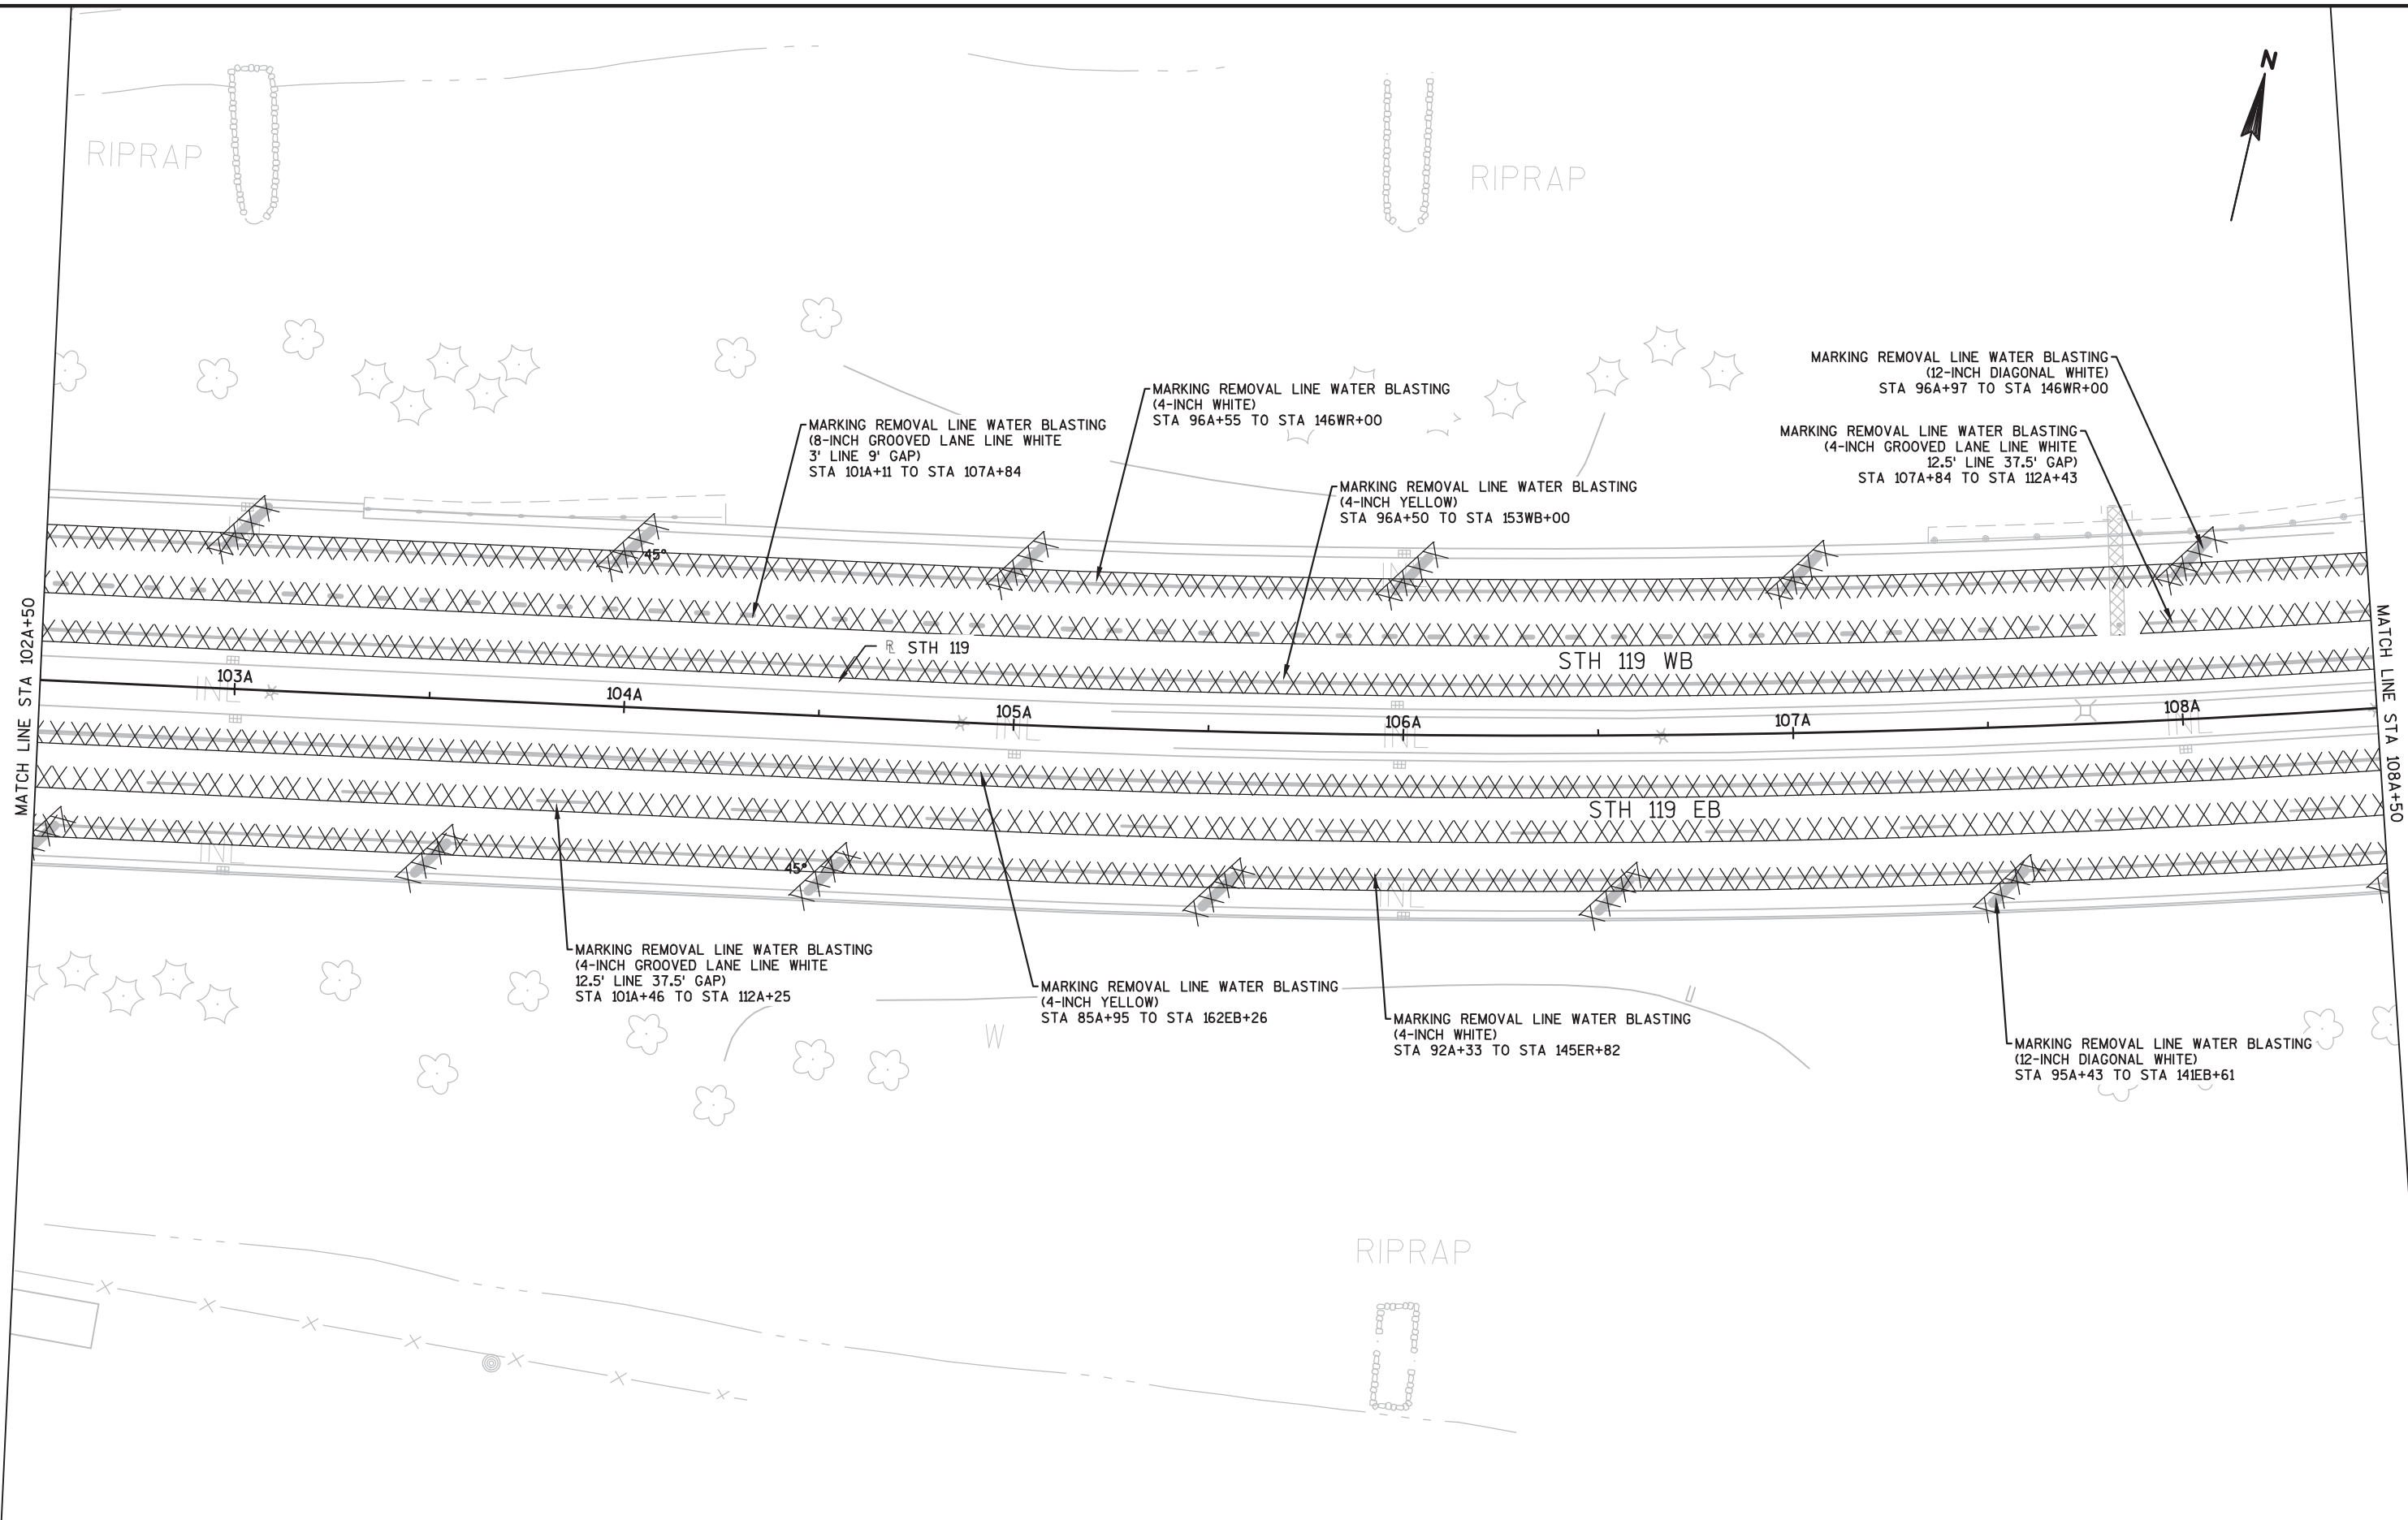 N
RIPRAP
RIPRAP
MARKING REMOVAL LINE WATER BLASTING
(12-INCH DIAGONAL WHITE)
STA 96A+97 TO STA 146WR+00
MARKING REMOVAL LINE WATER BLASTING
(4-INCH WHITE)
STA 96A+55 TO STA 146WR+00
MARKING REMOVAL LINE WATER BLASTING
(8-INCH GROOVED LANE LINE WHITE
3' LINE 9' GAP)
STA 101A+11 TO STA 107A+84
MARKING REMOVAL LINE WATER BLASTING
(4-INCH GROOVED LANE LINE WHITE
12.5' LINE 37.5' GAP)
STA 107A+84 TO STA 112A+43
MARKING REMOVAL LINE WATER BLASTING
(4-INCH YELLOW)
STA 96A+50 TO STA 153WB+00
45°
INL
MATCH LINE STA 102A+50
MATCH LINE STA 108A+50
STH 119
STH 119 WB
INL
103A
104A
105A
INL
106A
INL
107A
108A
INL
STH 119 EB
INL
45°
INL
MARKING REMOVAL LINE WATER BLASTING
(4-INCH GROOVED LANE LINE WHITE
12.5' LINE 37.5' GAP)
STA 101A+46 TO STA 112A+25
MARKING REMOVAL LINE WATER BLASTING
(4-INCH YELLOW)
STA 85A+95 TO STA 162EB+26
W
MARKING REMOVAL LINE WATER BLASTING
(4-INCH WHITE)
STA 92A+33 TO STA 145ER+82
MARKING REMOVAL LINE WATER BLASTING
(12-INCH DIAGONAL WHITE)
STA 95A+43 TO STA 141EB+61
RIPRAP